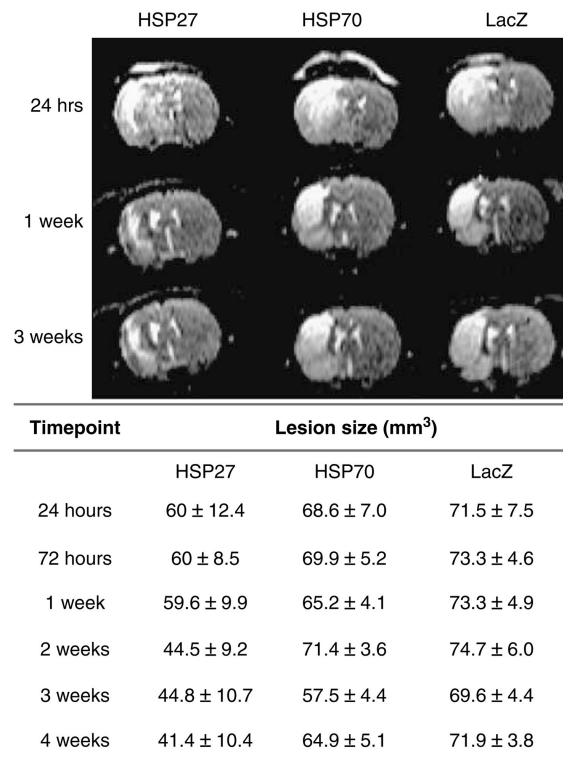 HSP27 HSP70 LacZ
24 hrs
1 week
3 weeks
Timepoint Lesion size (mm³)
HSP27 HSP70 LacZ
24 hours 60 ± 12.4 68.6 ± 7.0 71.5 ± 7.5
72 hours 60 ± 8.5 69.9 ± 5.2 73.3 ± 4.6
1 week 59.6 ± 9.9 65.2 ± 4.1 73.3 ± 4.9
2 weeks 44.5 ± 9.2 71.4 ± 3.6 74.7 ± 6.0
3 weeks 44.8 ± 10.7 57.5 ± 4.4 69.6 ± 4.4
4 weeks 41.4 ± 10.4 64.9 ± 5.1 71.9 ± 3.8